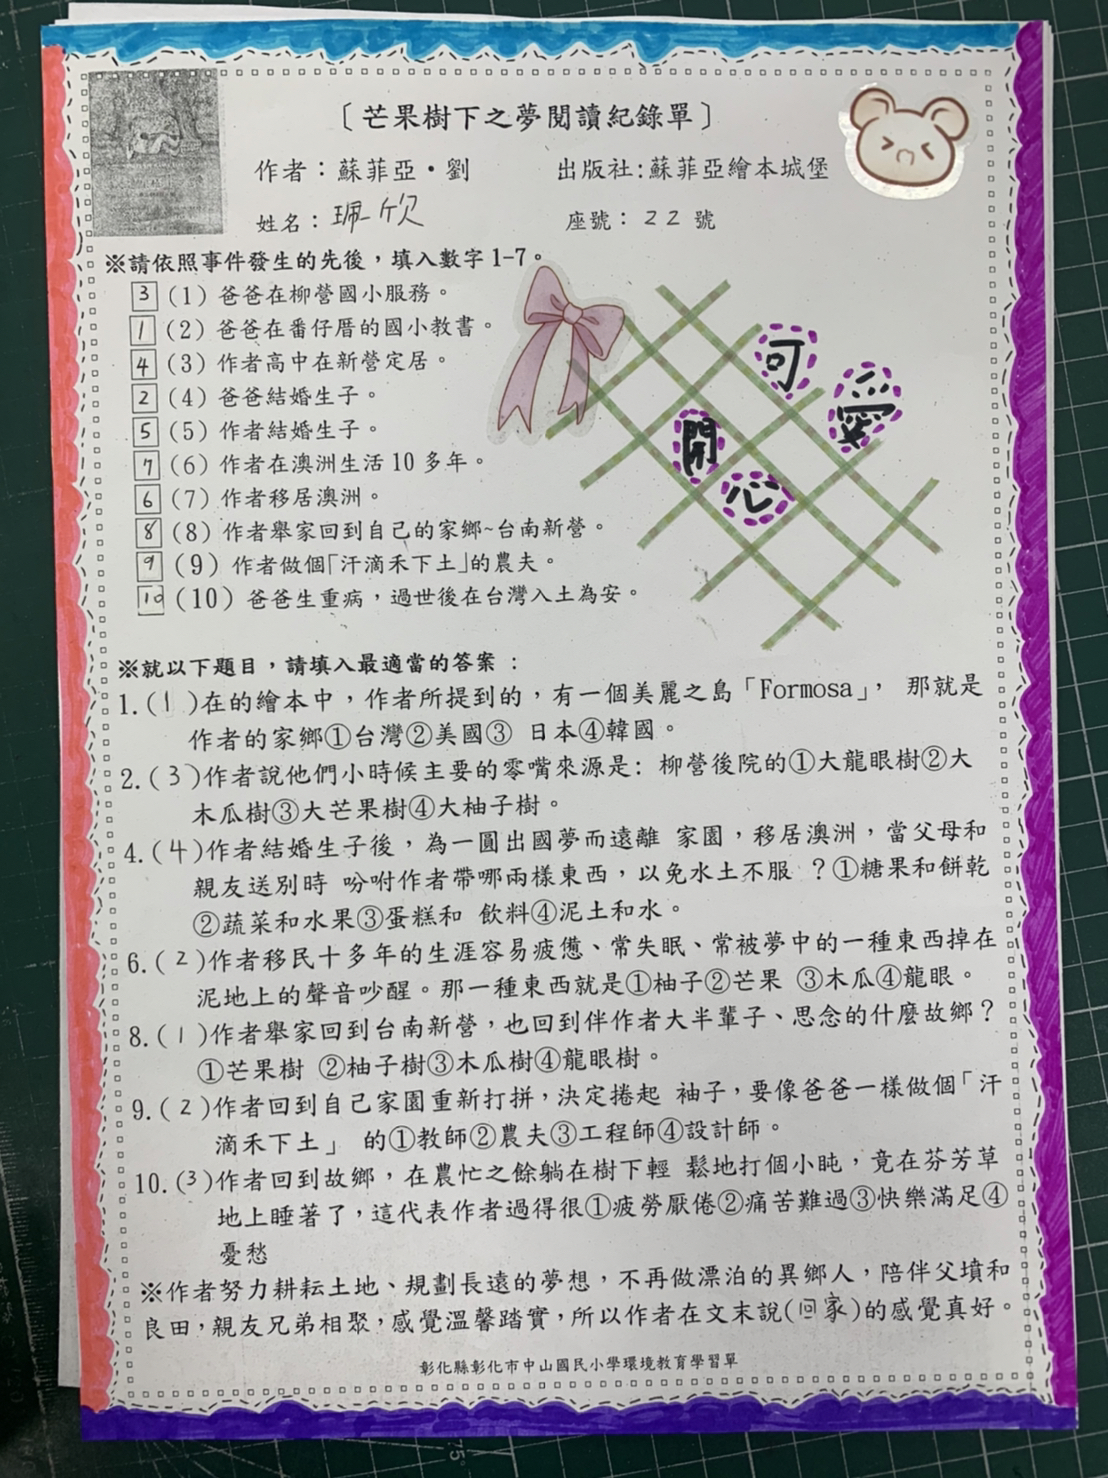 〔芒果樹下之夢閱讀紀錄單〕
作者：蘇菲亞・劉 出版社:蘇菲亞繪本城堡
姓名：珮欣 座號：22 號
※請依照事件發生的先後，填入數字 1-7。
3 (1) 爸爸在柳營國小服務。
1 (2) 爸爸在番仔厝的國小教書。
4 (3) 作者高中在新營定居。
2 (4) 爸爸結婚生子。
5 (5) 作者結婚生子。
7 (6) 作者在澳洲生活 10 多年。
6 (7) 作者移居澳洲。
8 (8) 作者舉家回到自己的家鄉~台南新營。
9 (9) 作者做個「汗滴禾下土」的農夫。
10 (10) 爸爸生重病，過世後在台灣入土為安。
可
愛
開
心
※就以下題目，請填入最適當的答案：
1.(1)在的繪本中，作者所提到的，有一個美麗之島「Formosa」， 那就是
作者的家鄉①台灣②美國③ 日本④韓國。
2.(3)作者說他們小時候主要的零嘴來源是: 柳營後院的①大龍眼樹②大
木瓜樹③大芒果樹④大柚子樹。
4.(4)作者結婚生子後，為一圓出國夢而遠離 家園，移居澳洲，當父母和
親友送別時 吩咐作者帶哪兩樣東西，以免水土不服 ？①糖果和餅乾
②蔬菜和水果③蛋糕和 飲料④泥土和水。
6.(2)作者移民十多年的生涯容易疲憊、常失眠、常被夢中的一種東西掉在
泥地上的聲音吵醒。那一種東西就是①柚子②芒果 ③木瓜④龍眼。
8.(1)作者舉家回到台南新營，也回到伴作者大半輩子、思念的什麼故鄉？
①芒果樹 ②柚子樹③木瓜樹④龍眼樹。
9.(2)作者回到自己家園重新打拼，決定捲起 袖子，要像爸爸一樣做個「汗
滴禾下土」 的①教師②農夫③工程師④設計師。
10.(3)作者回到故鄉，在農忙之餘躺在樹下輕 鬆地打個小盹，竟在芬芳草
地上睡著了，這代表作者過得很①疲勞厭倦②痛苦難過③快樂滿足④
憂愁
※作者努力耕耘土地、規劃長遠的夢想，不再做漂泊的異鄉人，陪伴父墳和
良田，親友兄弟相聚，感覺溫馨踏實，所以作者在文末說(回家)的感覺真好。
彰化縣彰化市中山國民小學環境教育學習單